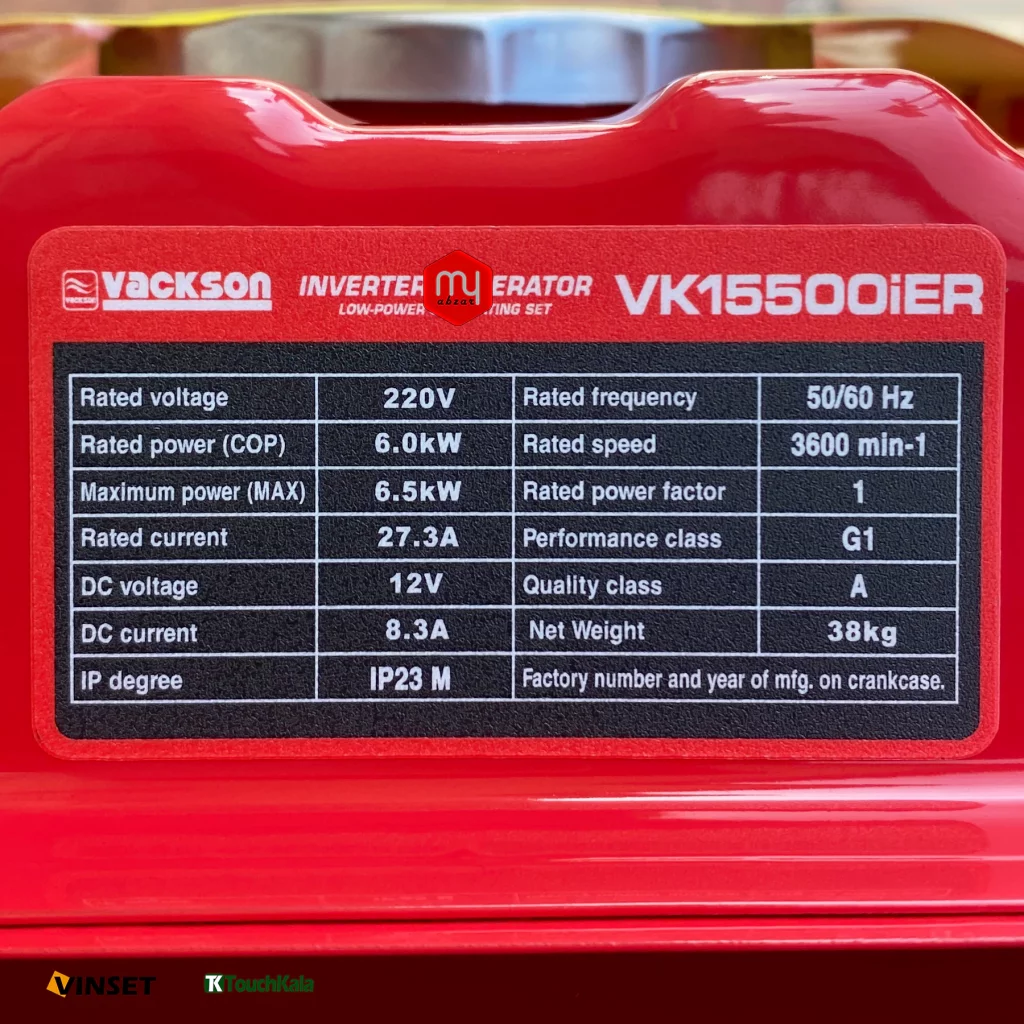 vackson
VACKSON
INVERTER ERATOR
LOW-POWER TING SET
my
abzar
VK15500iER
Rated voltage 220V Rated frequency 50/60 Hz
Rated power (COP) 6.0kW Rated speed 3600 min-1
Maximum power (MAX) 6.5kW Rated power factor 1
Rated current 27.3A Performance class G1
DC voltage 12V Quality class A
DC current 8.3A Net Weight 38kg
IP degree IP23 M Factory number and year of mfg. on crankcase.
VINSET TK TouchKala